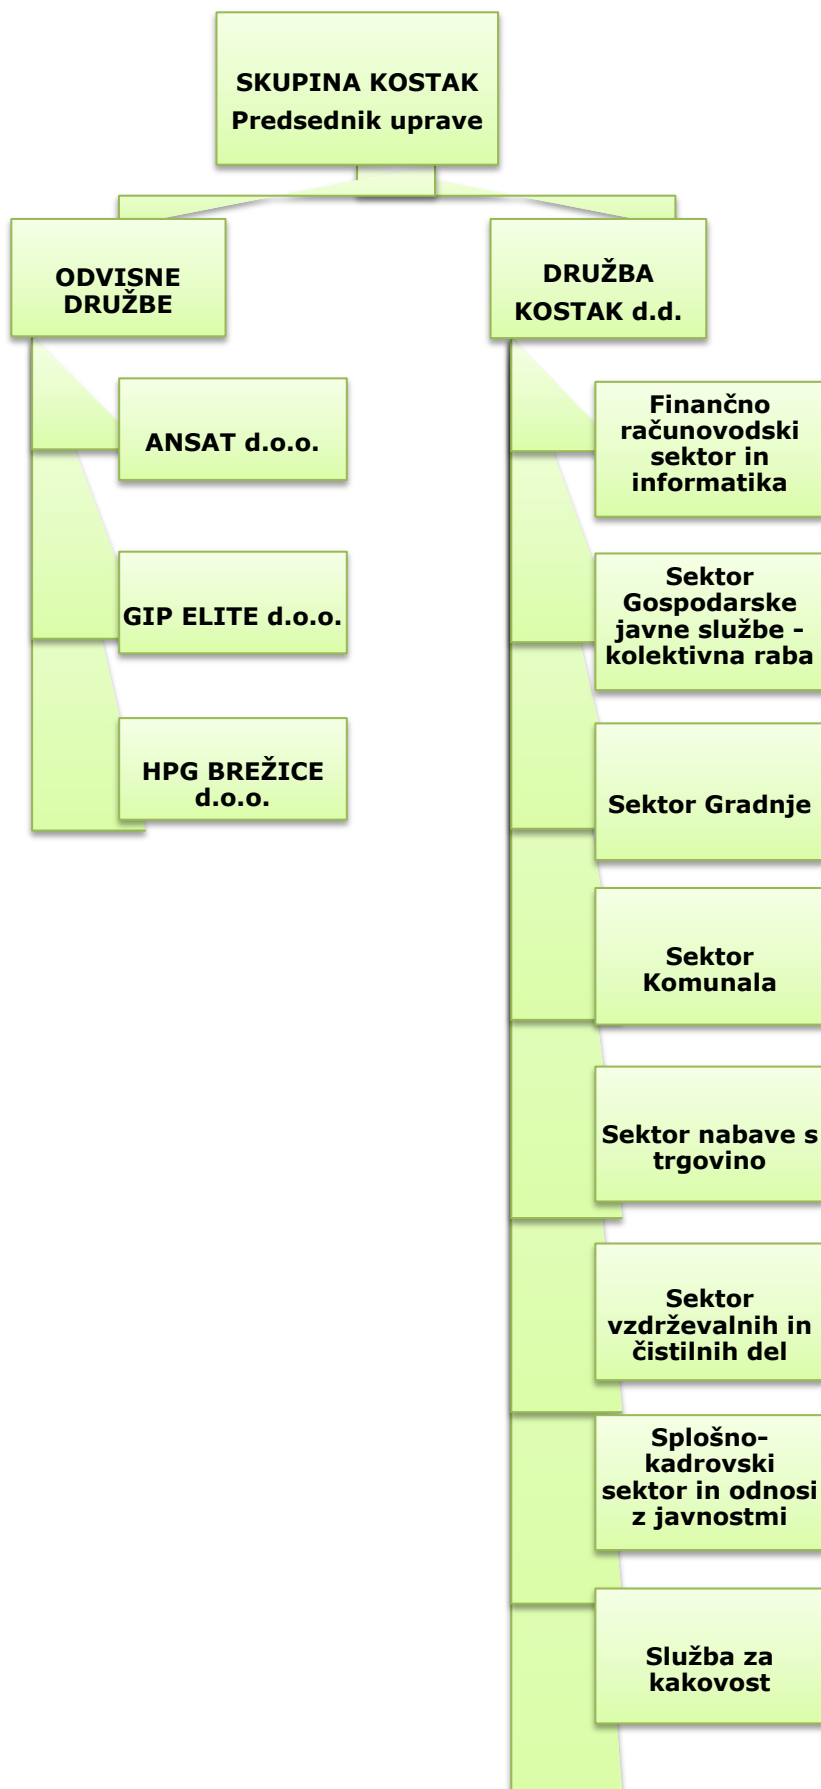 SKUPINA KOSTAK
Predsednik uprave
ODVISNE
DRUŽBE
ANSAT d.o.o.
GIP ELITE d.o.o.
HPG BREŽICE
d.o.o.
DRUŽBA
KOSTAK d.d.
Finančno
računovodski
sektor in
informatika
Sektor
Gospodarske
javne službe -
kolektivna raba
Sektor Gradnje
Sektor
Komunala
Sektor nabave s
trgovino
Sektor
vzdrževalnih in
čistilnih del
Splošno-
kadrovski
sektor in odnosi
z javnostmi
Služba za
kakovost